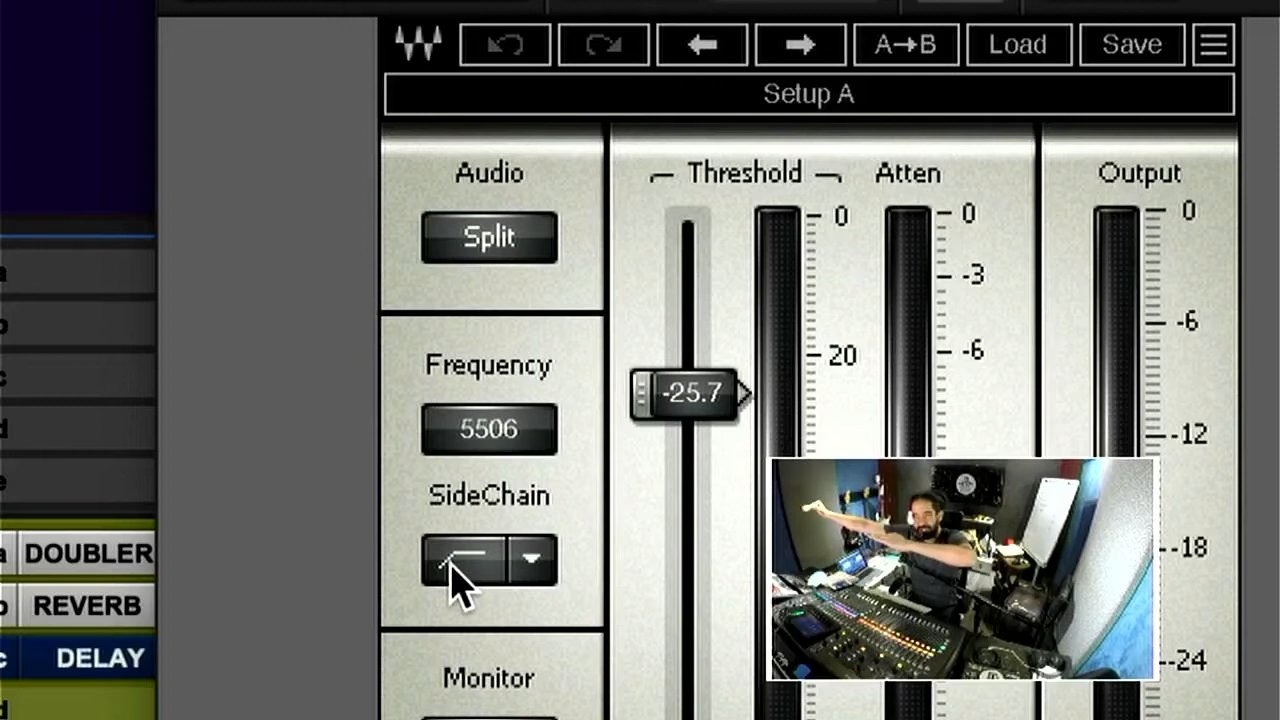 A→B
Load
Save
Setup A
Audio
Threshold
Atten
Output
Split
0
0
0
-3
-6
20
-6
Frequency
-25.7
5506
-12
SideChain
-18
DOUBLER
REVERB
DELAY
-24
Monitor